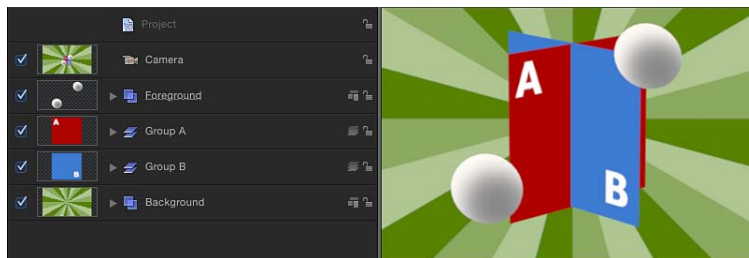 Project
Camera
Foreground
Group A
Group B
Background
A
B
A
B